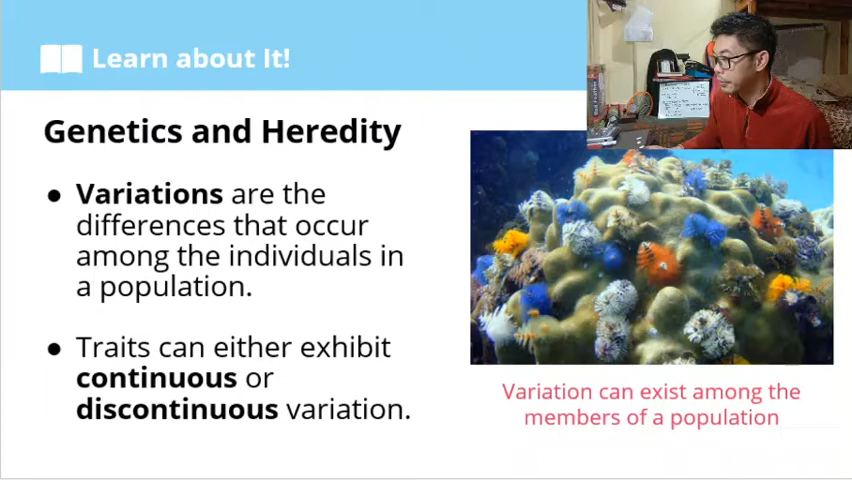 Learn about It!
Genetics and Heredity
● Variations are the
differences that occur
among the individuals in
a population.
● Traits can either exhibit
continuous or
discontinuous variation.
Variation can exist among the
members of a population